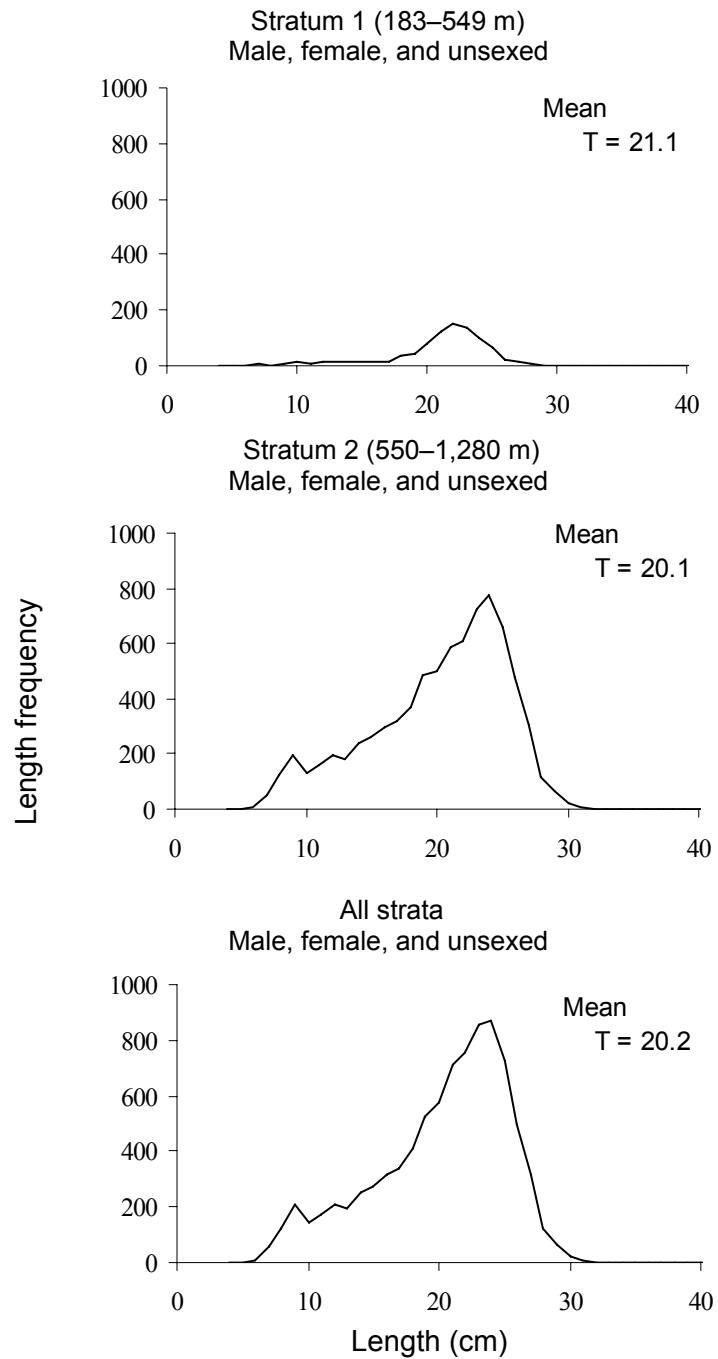 Stratum 1 (183–549 m)
Male, female, and unsexed
Mean
T = 21.1
1000
800
600
400
200
0
0 10 20 30 40
Stratum 2 (550–1,280 m)
Male, female, and unsexed
Mean
T = 20.1
1000
800
600
400
200
0
0 10 20 30 40
Length frequency
All strata
Male, female, and unsexed
Mean
T = 20.2
1000
800
600
400
200
0
0 10 20 30 40
Length (cm)